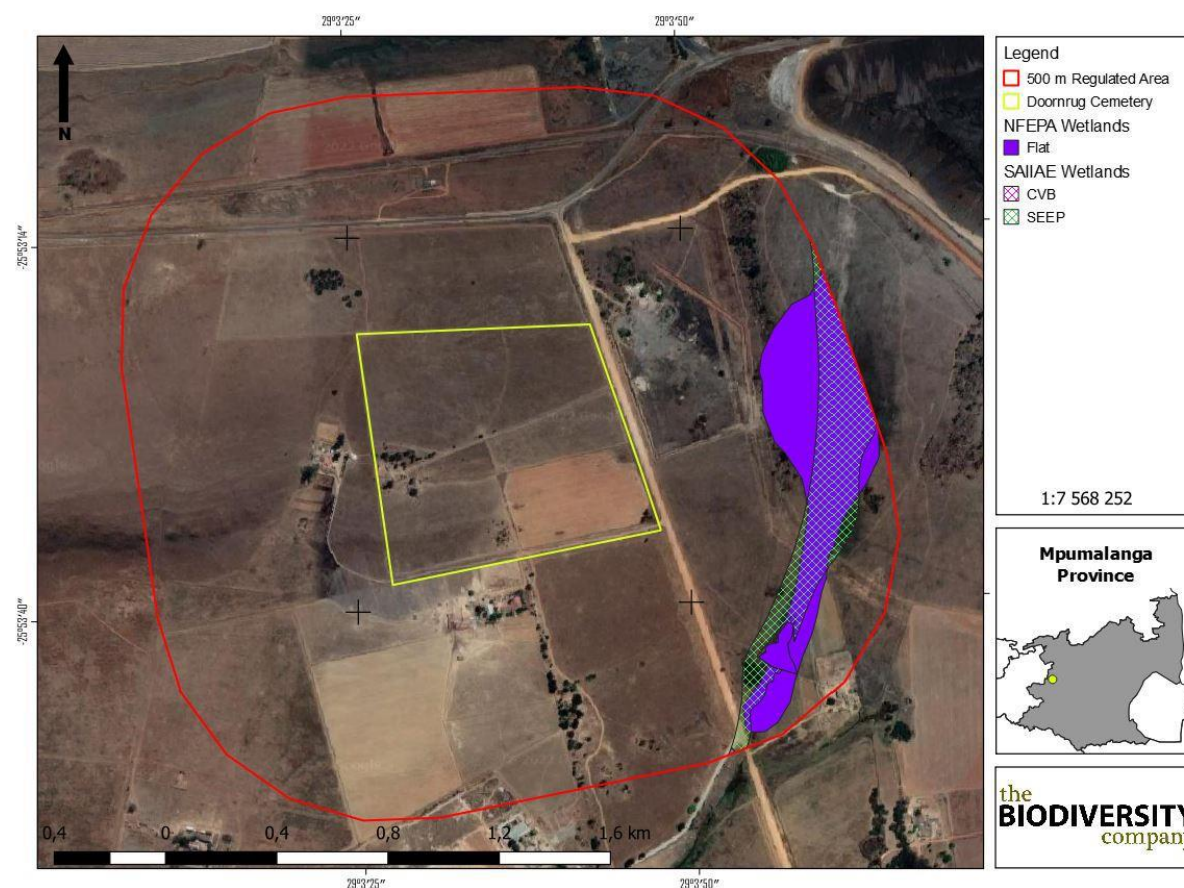 29°3'25" 29°3'50"
N
-25°53'14"
-25°53'40"
0,4 0 0,4 0,8 1,2 1,6 km
29°3'25" 29°3'50"
Legend
500 m Regulated Area
Doornrug Cemetery
NFEPA Wetlands
Flat
SAIIAE Wetlands
CVB
SEEP
1:7 568 252
Mpumalanga
Province
the
BIODIVERSITY
company